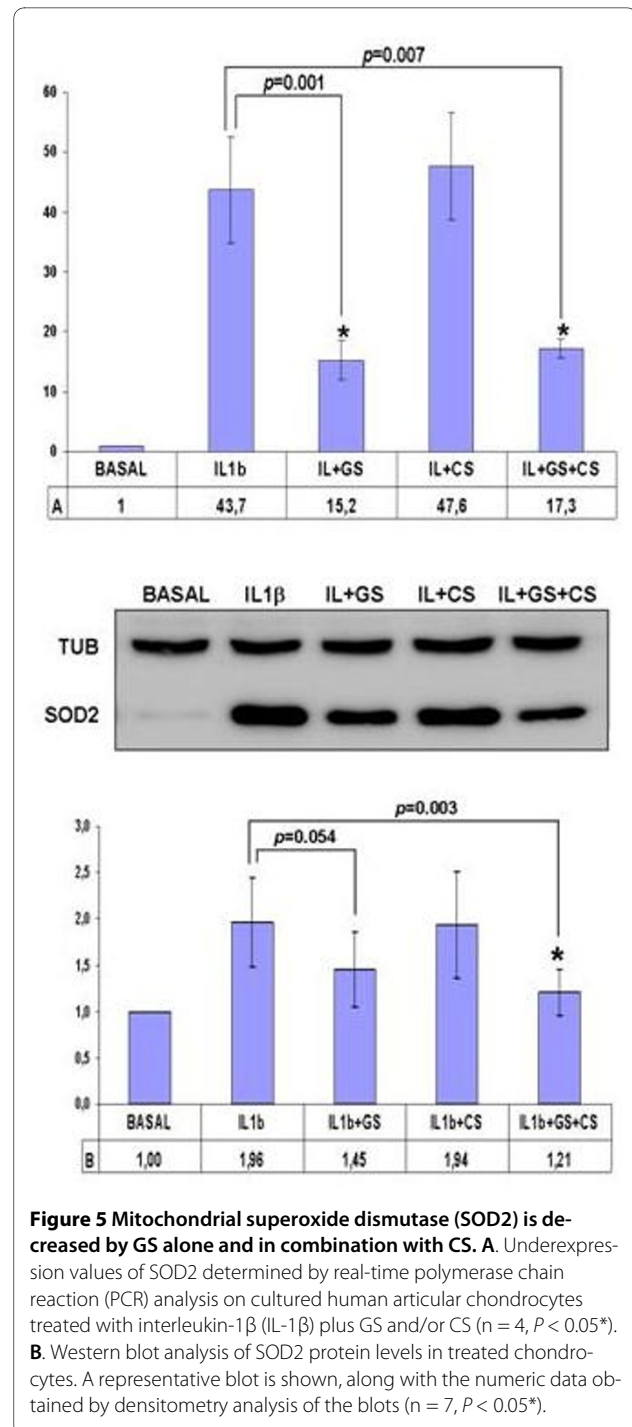 p=0.007
p=0.001
60
50
40
30
20
10
0
*
*
BASAL IL1b IL+GS IL+CS IL+GS+CS
A 1 43,7 15,2 47,6 17,3
BASAL IL1β IL+GS IL+CS IL+GS+CS
TUB
SOD2
p=0.003
p=0.054
3,0
2,5
2,0
1,5
1,0
0,5
0,0
*
BASAL IL1b IL1b+GS IL1b+CS IL1b+GS+CS
B 1,00 1,96 1,45 1,94 1,21
Figure 5 Mitochondrial superoxide dismutase (SOD2) is de-
creased by GS alone and in combination with CS. A. Underexpres-
sion values of SOD2 determined by real-time polymerase chain
reaction (PCR) analysis on cultured human articular chondrocytes
treated with interleukin-1β (IL-1β) plus GS and/or CS (n = 4, P < 0.05*).
B. Western blot analysis of SOD2 protein levels in treated chondro-
cytes. A representative blot is shown, along with the numeric data ob-
tained by densitometry analysis of the blots (n = 7, P < 0.05*).